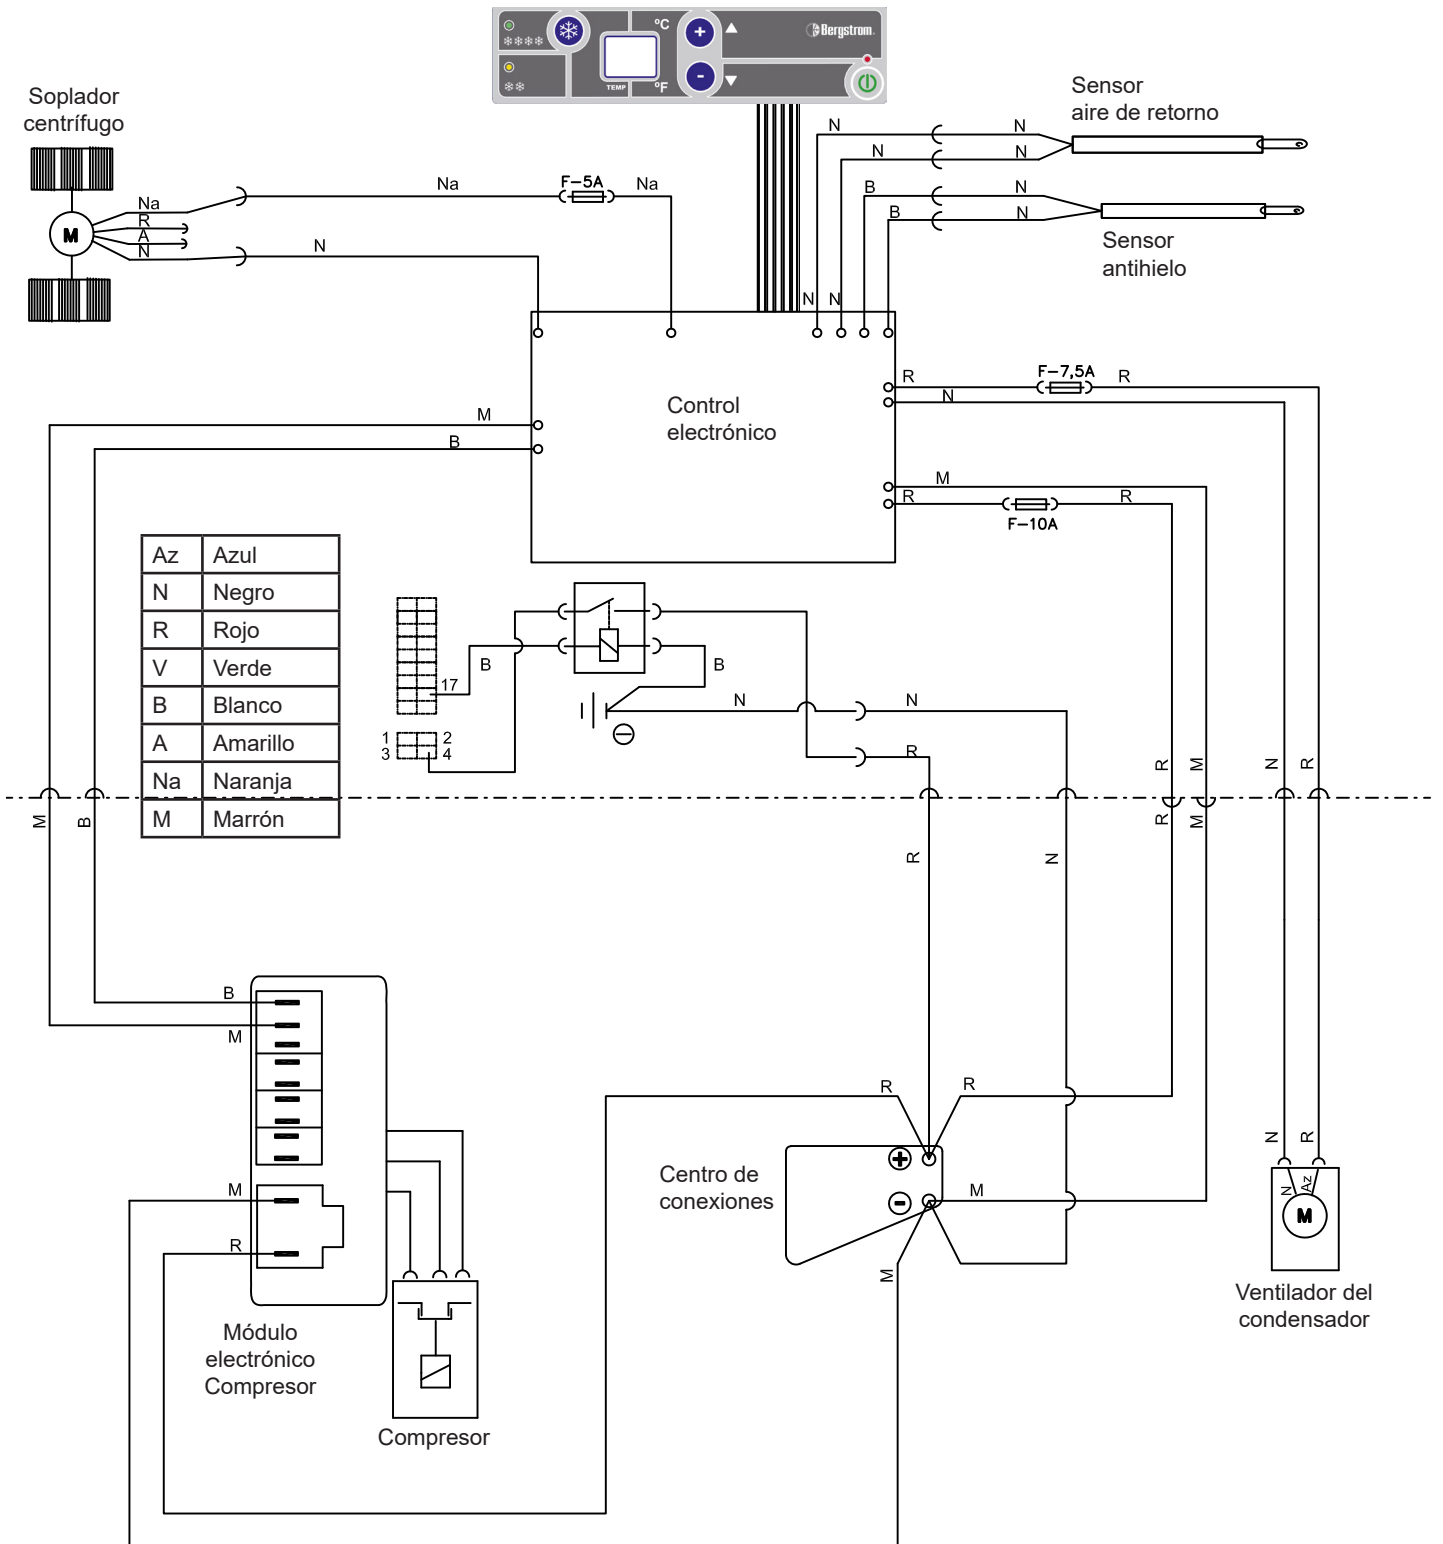 °C
Bergstrom
TEMP
°F
+
-
Soplador
centrífugo
Sensor
aire de retorno
N
N
N
N
Na
F-5A
Na
B
N
B
N
Na
R
A
N
M
N
Sensor
antihielo
N
N
Control
electrónico
R
F-7,5A
R
N
M
B
M
R
F-10A
R
Az Azul
N Negro
R Rojo
V Verde
B Blanco
A Amarillo
Na Naranja
M Marrón
B
B
17
N
N
1
2
3
4
R
R
M
N
R
M
B
R
M
R
N
B
M
R
R
N
R
Centro de
conexiones
+
-
M
M
M
R
N
Az
M
Ventilador del
condensador
Módulo
electrónico
Compresor
Compresor